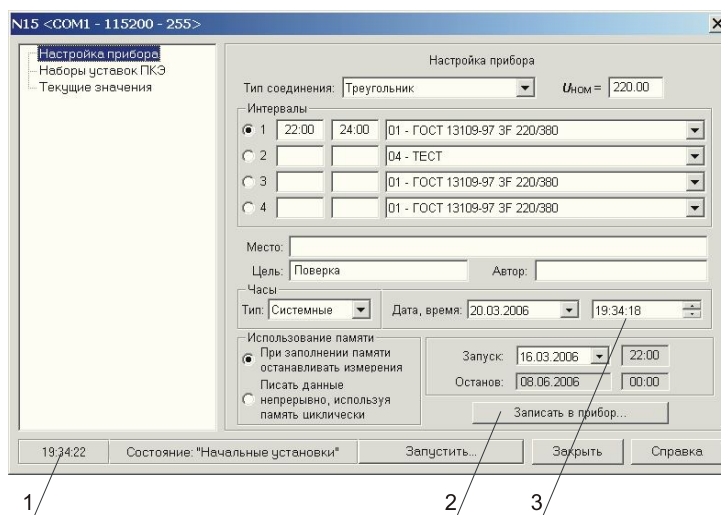 N15 <COM1 - 115200 - 255>
Настройка прибора
Наборы уставок ПКЭ
Текущие значения
Настройка прибора
Тип соединения: Треугольник Uном = 220.00
Интервалы
1 22:00 24:00 01 - ГОСТ 13109-97 3F 220/380
2 04 - ТЕСТ
3 01 - ГОСТ 13109-97 3F 220/380
4 01 - ГОСТ 13109-97 3F 220/380
Место:
Цель: Поверка Автор:
Часы
Тип: Системные Дата, время: 20.03.2006 19:34:18
Использование памяти
При заполнении памяти
останавливать измерения
Писать данные
непрерывно, используя
память циклически
Запуск: 16.03.2006 22:00
Останов: 08.06.2006 00:00
Записать в прибор...
19:34:22 Состояние: "Начальные установки" Запустить... Закрыть Справка
1 2 3